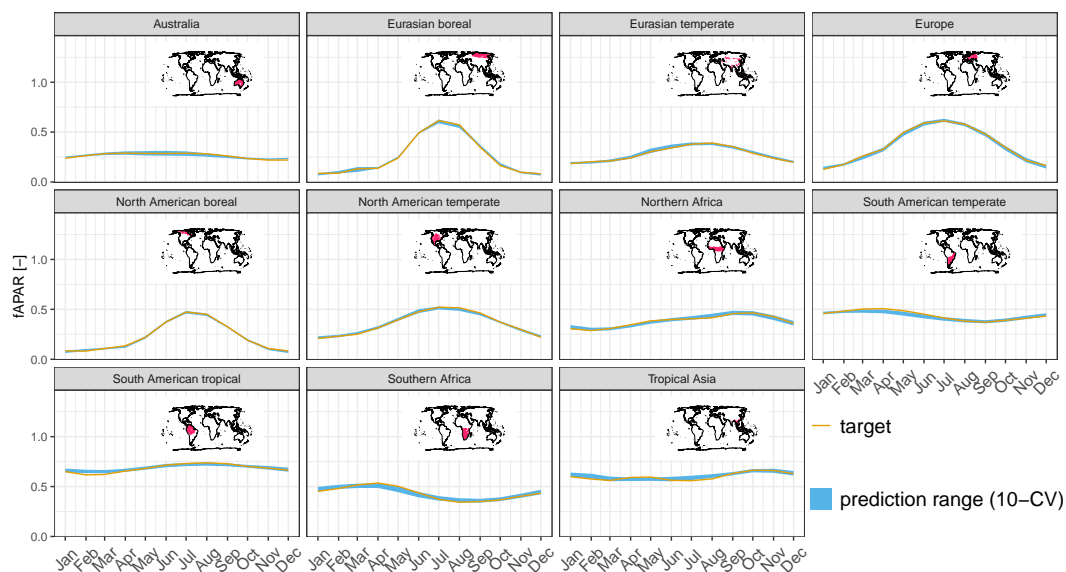 Australia
Eurasian boreal
Eurasian temperate
Europe
1.0
0.5
0.0
North American boreal
North American temperate
Northern Africa
South American temperate
fAPAR [−]
1.0
0.5
0.0
Jan Feb Mar Apr May Jun Jul Aug Sep Oct Nov Dec
South American tropical
Southern Africa
Tropical Asia
1.0
0.5
0.0
Jan Feb Mar Apr May Jun Jul Aug Sep Oct Nov Dec
Jan Feb Mar Apr May Jun Jul Aug Sep Oct Nov Dec
Jan Feb Mar Apr May Jun Jul Aug Sep Oct Nov Dec
target
prediction range (10−CV)